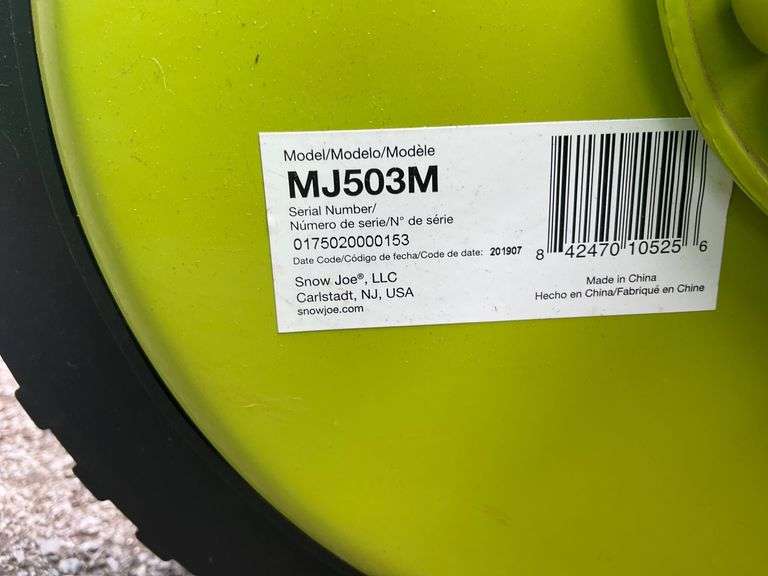 Model/Modelo/Modèle
MJ503M
Serial Number/
Número de serie/N° de série
0175020000153
Date Code/Código de fecha/Code de date: 201907
Snow Joe®, LLC
Carlstadt, NJ, USA
snowjoe.com
8 42470 10525 6
Made in China
Hecho en China/Fabriqué en Chine